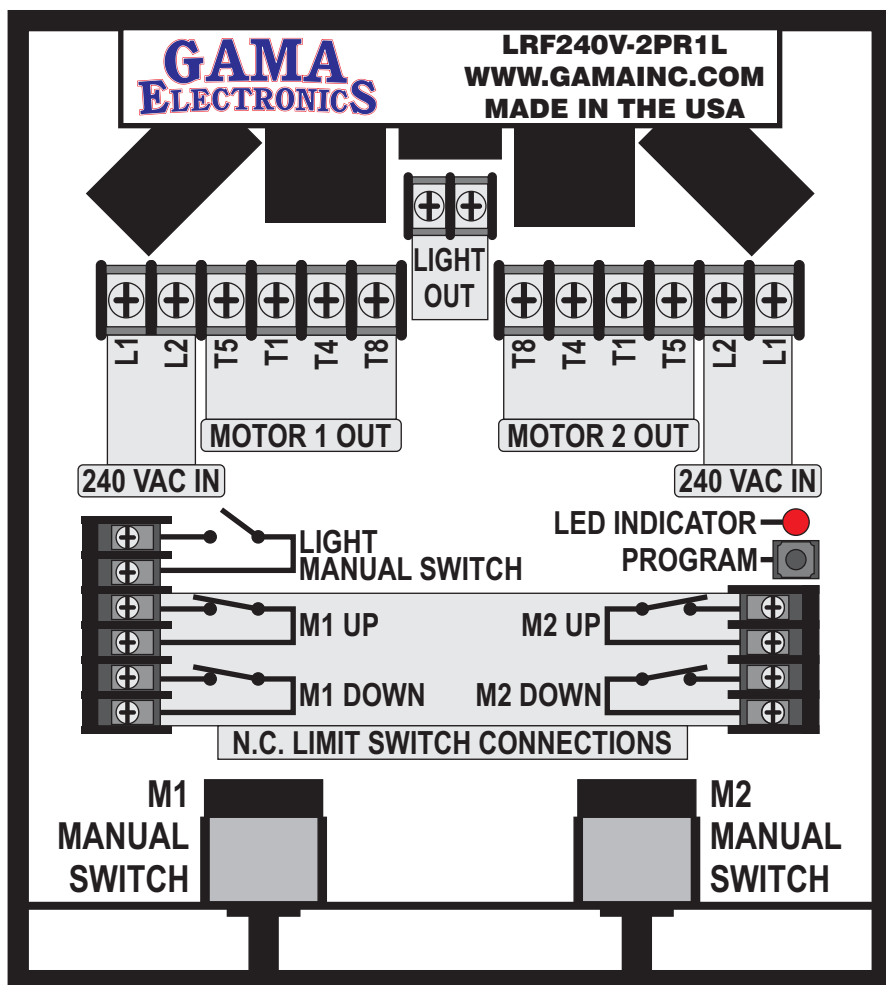 GAMA
ELECTRONICS
LRF240V-2PR1L
WWW.GAMAINC.COM
MADE IN THE USA
LIGHT
OUT
L1
L2
T5
T1
T4
T8
T8
T4
T1
T5
L2
L1
MOTOR 1 OUT
MOTOR 2 OUT
240 VAC IN
240 VAC IN
LIGHT
MANUAL SWITCH
LED INDICATOR
PROGRAM
M1 UP
M2 UP
M1 DOWN
M2 DOWN
N.C. LIMIT SWITCH CONNECTIONS
M1
MANUAL
SWITCH
M2
MANUAL
SWITCH